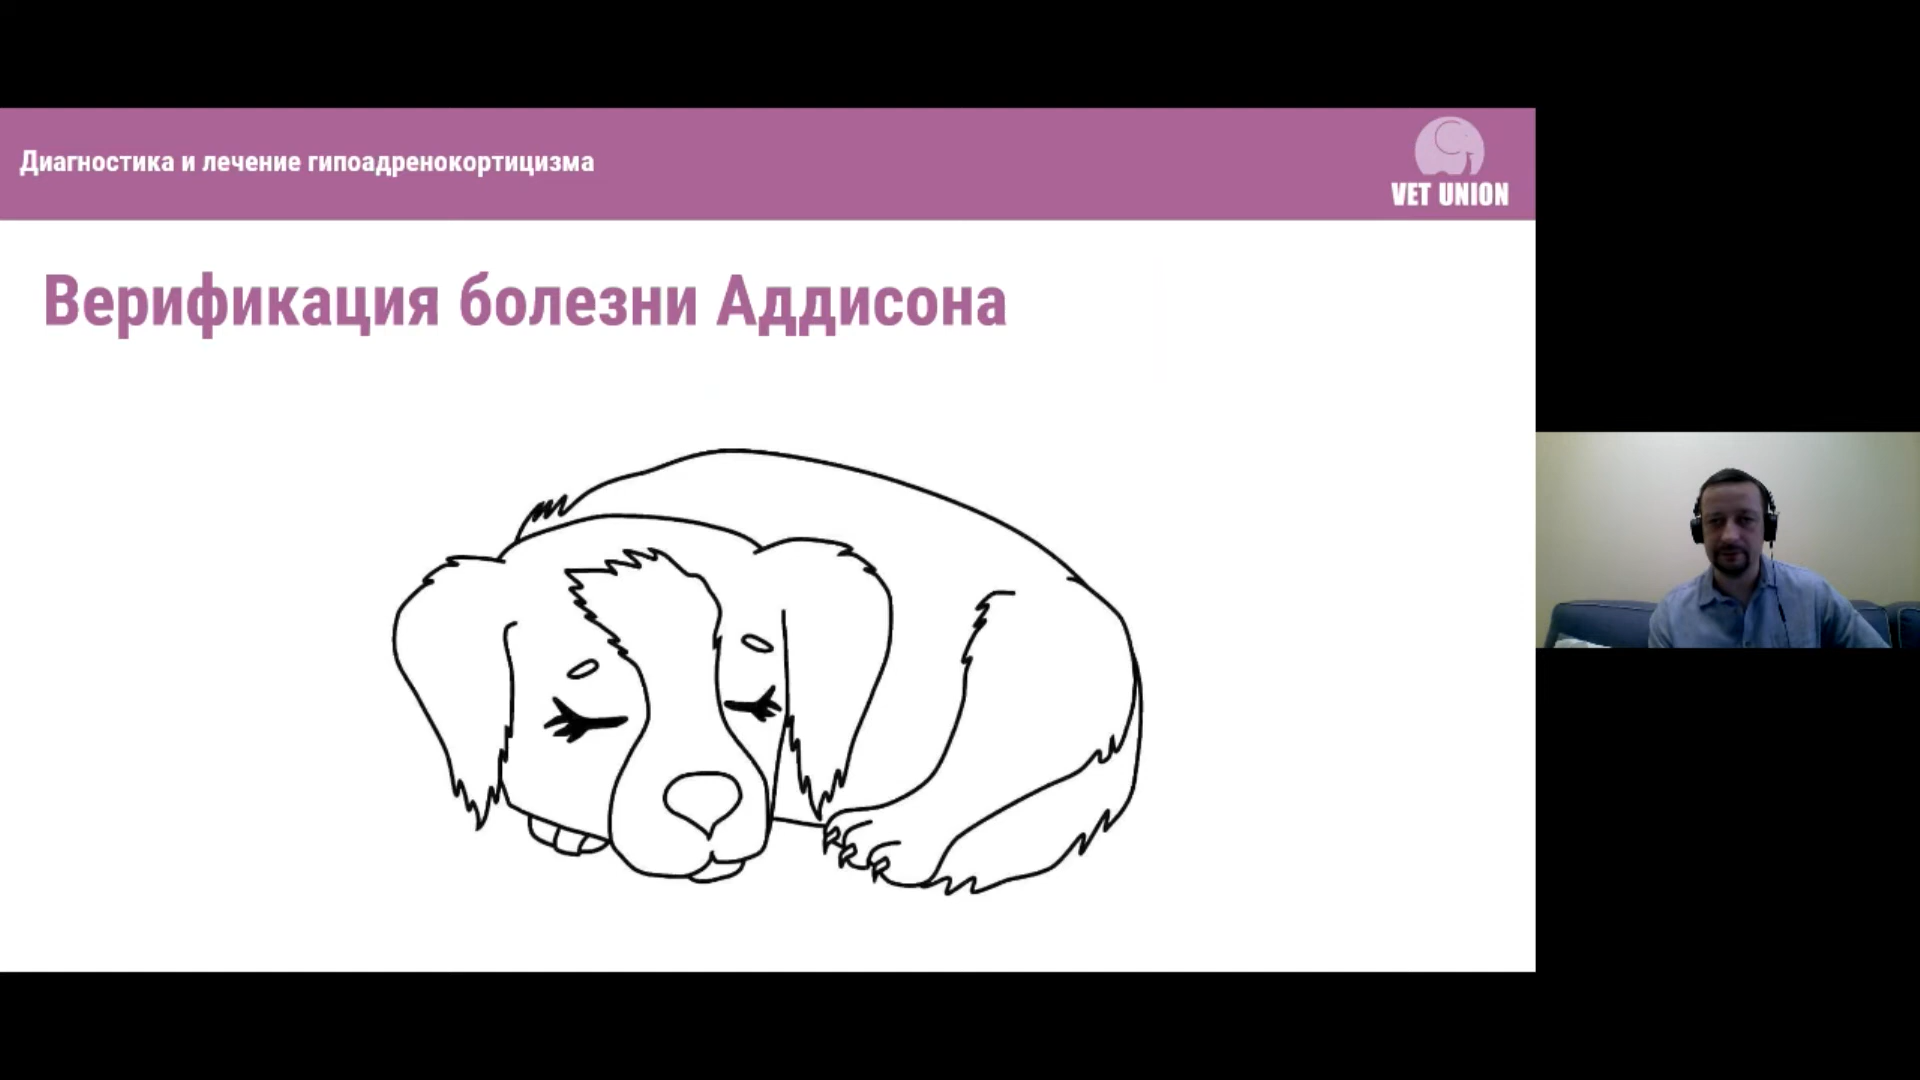 Диагностика и лечение гипоадренокортицизма
VET UNION
Верификация болезни Аддисона